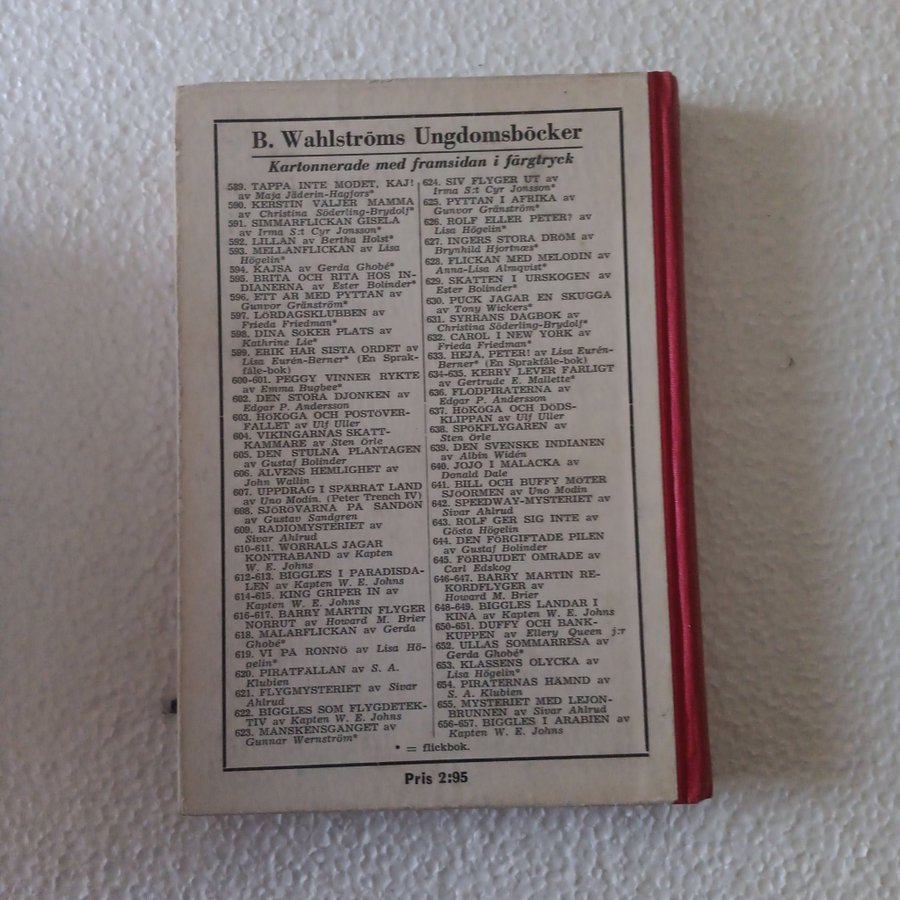 B. Wahlströms Ungdomsböcker
Kartonnerade med framsidan i färgtryck
589. TAPPA INTE MODET, KAJ!
av Maja Jäderin-Hagfors*
590. KERSTIN VÄLJER MAMMA
av Christina Söderling-Brydolf*
591. SIMMARFLICKAN GISELA
av Irma S:t Cyr Jonsson*
592. LILLAN av Bertha Holst*
593. MELLANFLICKAN av Lisa
Högelin*
594. KAJSA av Gerda Ghobé*
595. BRITA OCH RITA HOS IN-
DIANERNA av Ester Bolinder*
596. ETT ÅR MED PYTTAN av
Gunvor Gränström*
597. LÖRDAGSKLUBBEN av
Frieda Friedman*
598. DINA SÖKER PLATS av
Kathrine Lie*
599. ERIK HAR SISTA ORDET av
Lisa Eurén-Berner* (En Språk-
fåle-bok)
600-601. PEGGY VINNER RYKTE
av Emma Bugbee*
602. DEN STORA DJONKEN av
Edgar P. Andersson
603. HÖKÖGA OCH POSTÖVER-
FALLET av Ulf Uller
604. VIKINGARNAS SKATT-
KAMMARE av Sten Örle
605. DEN STULNA PLANTAGEN
av Gustaf Bolinder
606. ÄLVENS HEMLIGHET av
John Wallin
607. UPPDRAG I SPÄRRAT LAND
av Uno Modin. (Peter Trench IV)
608. SJÖRÖVARNA PÅ SANDÖN
av Gustav Sandgren
609. RADIOMYSTERIET av
Sivar Ahlrud
610-611. WORRALS JAGAR
KONTRABAND av Kapten
W. E. Johns
612-613. BIGGLES I PARADISDA-
LEN av Kapten W. E. Johns
614-615. KING GRIPER IN av
Kapten W. E. Johns
616-617. BARRY MARTIN FLYGER
NORRUT av Howard M. Brier
618. MÅLARFLICKAN av Gerda
Ghobé*
619. VI PÅ RONNÖ av Lisa Hö-
gelin*
620. PIRATFÄLLAN av S. A.
Klubien
621. FLYGMYSTERIET av Sivar
Ahlrud
622. BIGGLES SOM FLYGDETEK-
TIV av Kapten W. E. Johns
623. MÅNSKENSGÄNGET av
Gunnar Wernström*
624. SIV FLYGER UT av
Irma S:t Cyr Jonsson*
625. PYTTAN I AFRIKA av
Gunvor Gränström*
626. ROLF ELLER PETER? av
Lisa Högelin*
627. INGERS STORA DRÖM av
Brynhild Hjortnæs*
628. FLICKAN MED MELODIN av
Anna-Lisa Almqvist*
629. SKATTEN I URSKOGEN av
Ester Bolinder*
630. PUCK JAGAR EN SKUGGA
av Tony Wickers*
631. SYRRANS DAGBOK av
Christina Söderling-Brydolf*
632. CAROL I NEW YORK av
Frieda Friedman*
633. HEJA, PETER! av Lisa Eurén-
Berner* (En Språkfåle-bok)
634-635. KERRY LEVER FARLIGT
av Gertrude E. Mallette*
636. FLODPIRATERNA av
Edgar P. Andersson
637. HÖKÖGA OCH DÖDS-
KLIPPAN av Ulf Uller
638. SPÖKFLYGAREN av
Sten Örle
639. DEN SVENSKE INDIANEN
av Albin Widén
640. JOJO I MALACKA av
Donald Dale
641. BILL OCH BUFFY MÖTER
SJÖORMEN av Uno Modin
642. SPEEDWAY-MYSTERIET av
Sivar Ahlrud
643. ROLF GER SIG INTE av
Gösta Högelin
644. DEN FÖRGIFTADE PILEN
av Gustaf Bolinder
645. FÖRBJUDET OMRÅDE av
Carl Edskog
646-647. BARRY MARTIN RE-
KORDFLYGER av
Howard M. Brier
648-649. BIGGLES LANDAR I
KINA av Kapten W. E. Johns
650-651. DUFFY OCH BANK-
KUPPEN av Ellery Queen j:r
652. ULLAS SOMMARRESA av
Gerda Ghobé*
653. KLASSENS OLYCKA av
Lisa Högelin*
654. PIRATERNAS HÄMND av
S. A. Klubien
655. MYSTERIET MED LEJON-
BRUNNEN av Sivar Ahlrud
656-657. BIGGLES I ARABIEN av
Kapten W. E. Johns
* = flickbok.
Pris 2:95